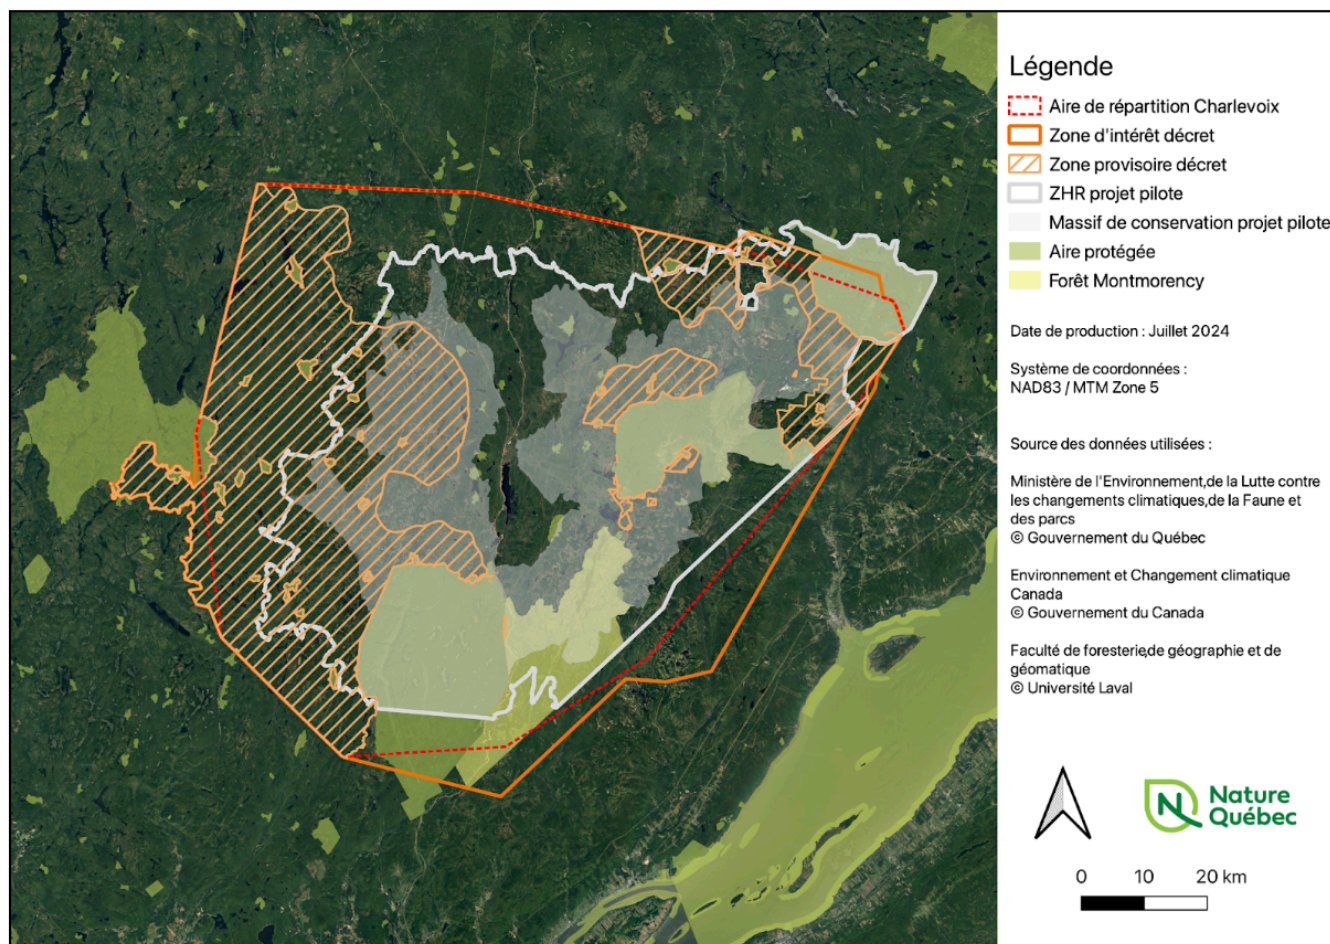 Légende
Aire de répartition Charlevoix
Zone d'intérêt décret
Zone provisoire décret
ZHR projet pilote
Massif de conservation projet pilote
Aire protégée
Forêt Montmorency
Date de production : Juillet 2024
Système de coordonnées :
NAD83 / MTM Zone 5
Source des données utilisées :
Ministère de l'Environnement,de la Lutte contre
les changements climatiques,de la Faune et
des parcs
© Gouvernement du Québec
Environnement et Changement climatique
Canada
© Gouvernement du Canada
Faculté de foresterie,de géographie et de
géomatique
© Université Laval
Nature
Québec
0 10 20 km